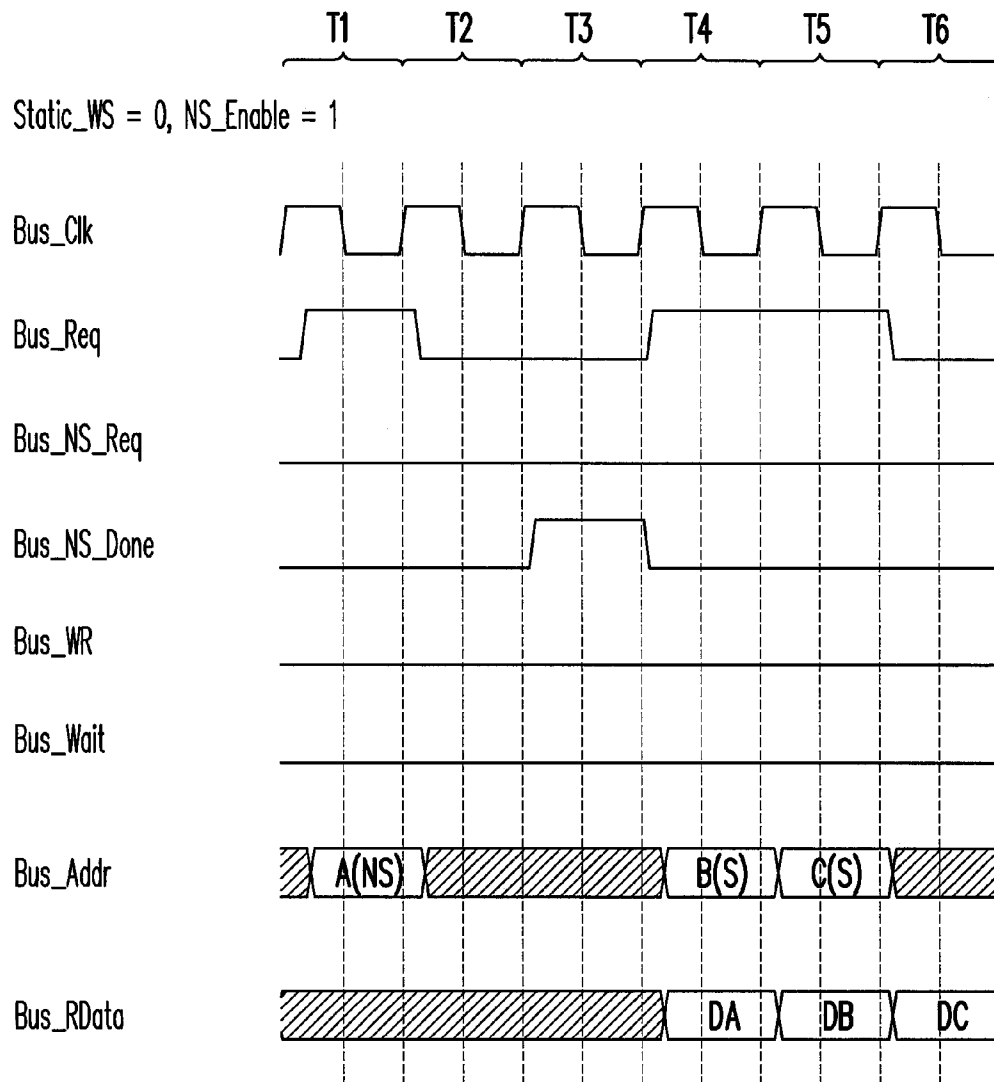 T1 T2 T3 T4 T5 T6
Static_WS = 0, NS_Enable = 1
Bus_Clk
Bus_Req
Bus_NS_Req
Bus_NS_Done
Bus_WR
Bus_Wait
Bus_Addr A(NS) B(S) C(S)
Bus_RData DA DB DC